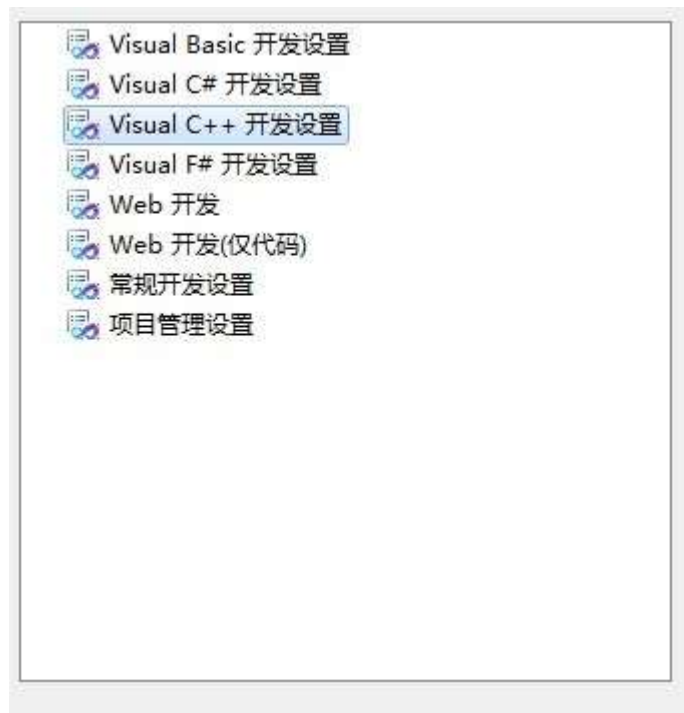 Visual Basic 开发设置
Visual C# 开发设置
Visual C++ 开发设置
Visual F# 开发设置
Web 开发
Web 开发(仅代码)
常规开发设置
项目管理设置